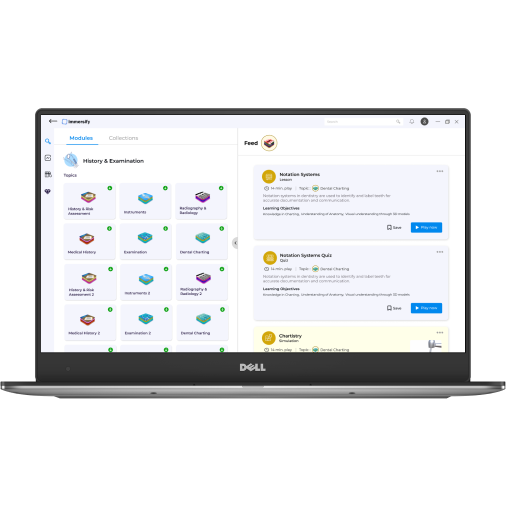 Immersify
Search
Modules
Collections
History & Examination
Topics
History & Risk
Assessment
Instruments
Radiography &
Radiology
Medical History
Examination
Dental Charting
History & Risk
Assessment 2
Instruments 2
Radiography &
Radiology 2
Medical History 2
Examination 2
Dental Charting
Feed
Notation Systems
Lesson
14 min. play
Topic:
Dental Charting
Notation systems in dentistry are used to identify and label teeth for
accurate documentation and communication.
Learning Objectives
Knowledge in Charting, Understanding of Anatomy, Visual understanding through 3D models
Save
Play now
Notation Systems Quiz
Quiz
14 min. play
Topic:
Dental Charting
Notation systems in dentistry are used to identify and label teeth for
accurate documentation and communication.
Learning Objectives
Knowledge in Charting, Understanding of Anatomy, Visual understanding through 3D models
Save
Play now
Chartistry
Simulation
14 min. play
Topic:
Dental Charting
DELL